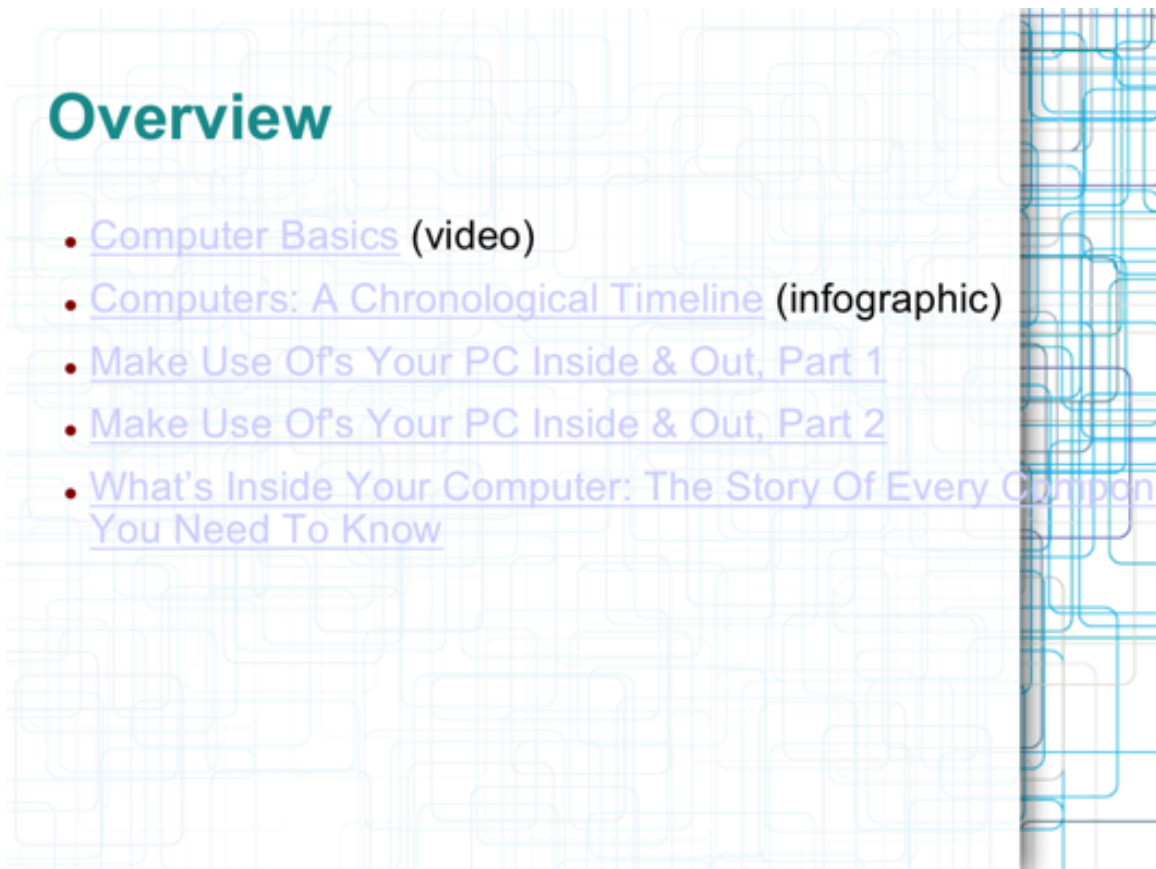 Overview
Computer Basics (video)
Computers: A Chronological Timeline (infographic)
Make Use Of's Your PC Inside & Out, Part 1
Make Use Of's Your PC Inside & Out, Part 2
What’s Inside Your Computer: The Story Of Every Compon
You Need To Know